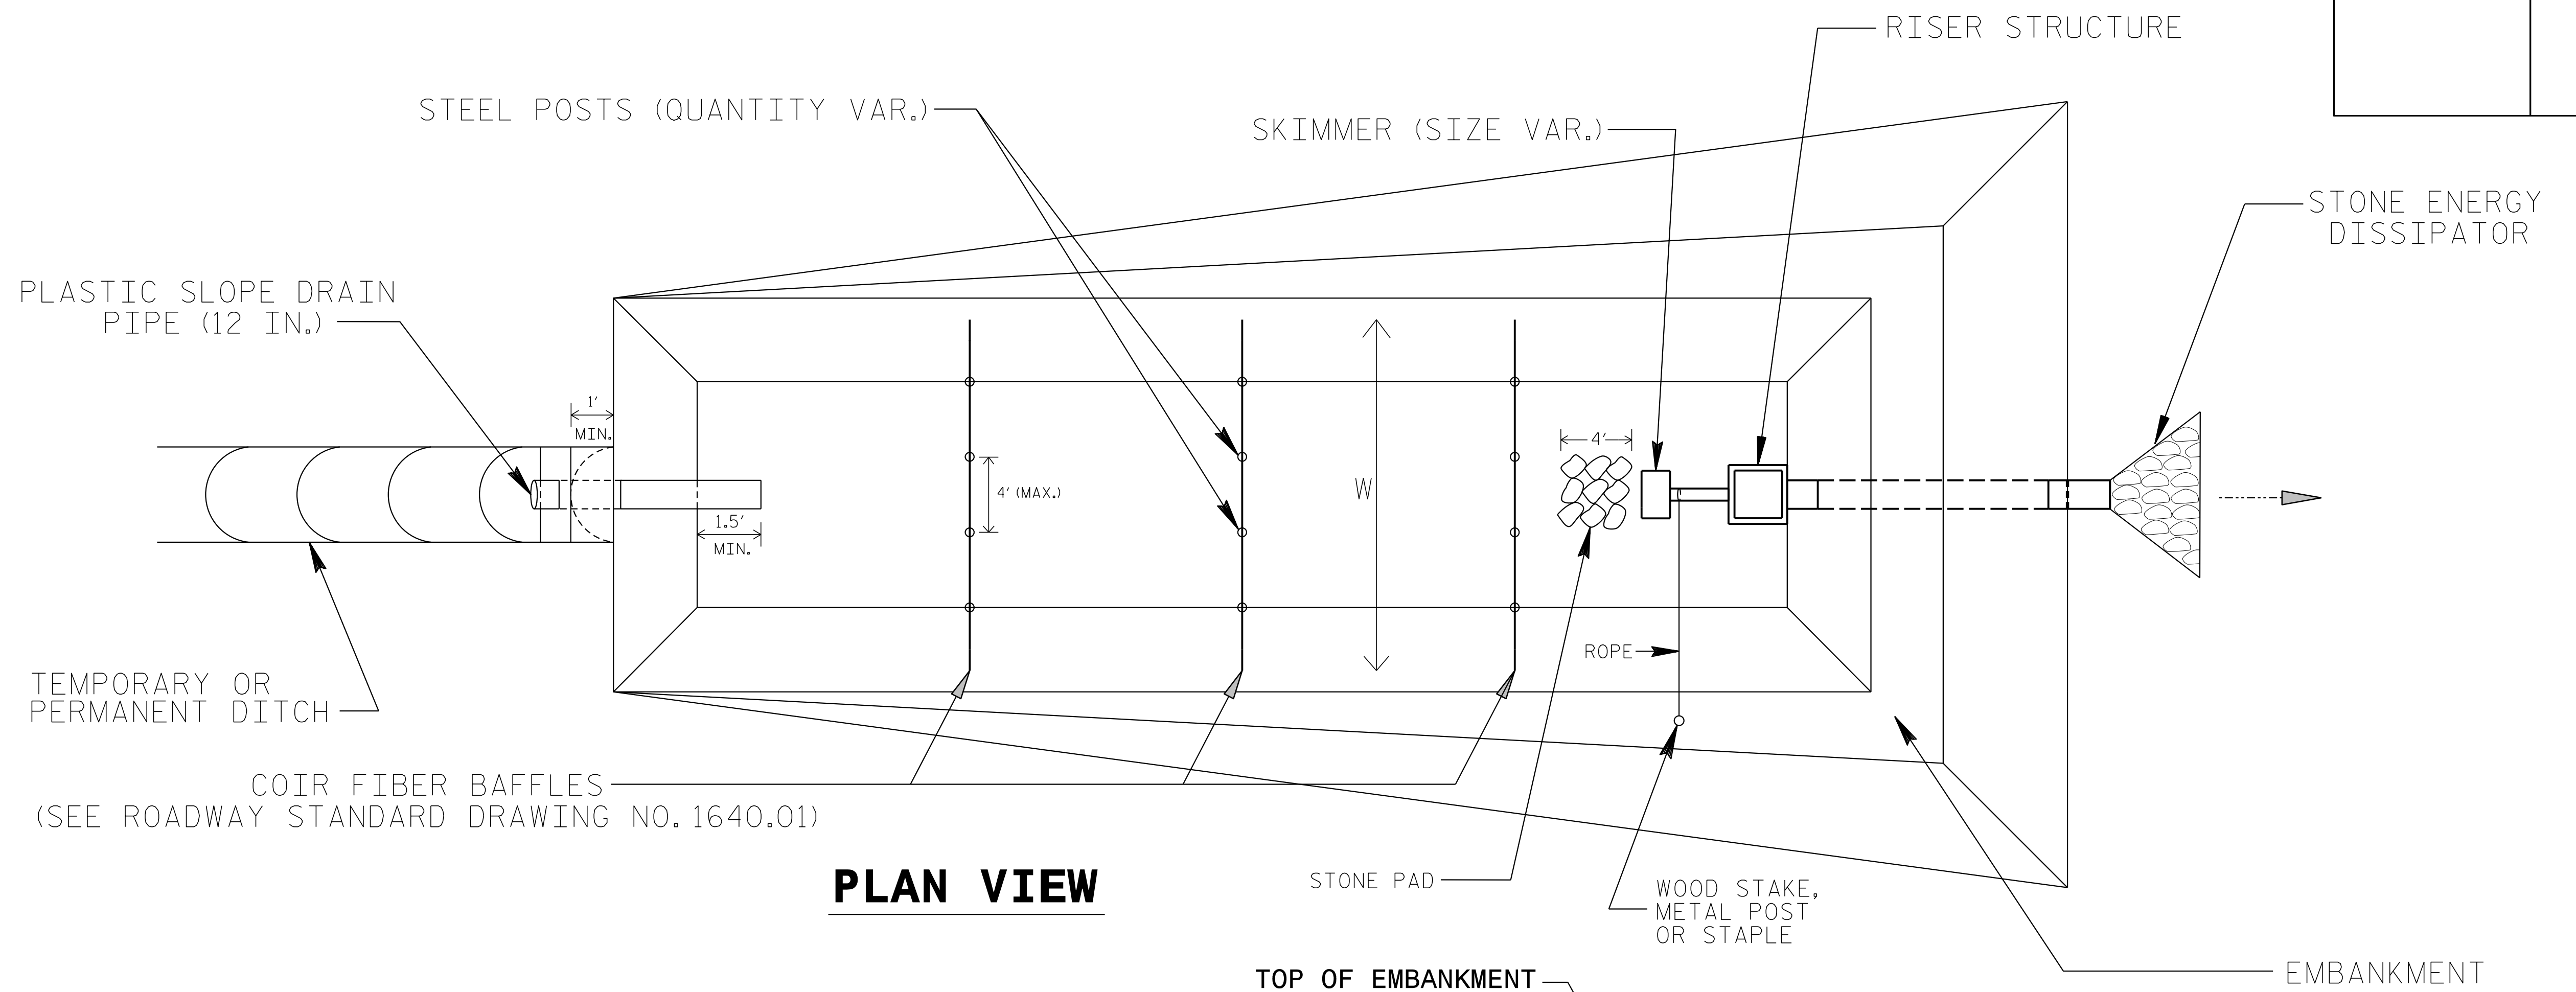 RISER STRUCTURE
STEEL POSTS (QUANTITY VAR.)
SKIMMER (SIZE VAR.)
STONE ENERGY
DISSIPATOR
PLASTIC SLOPE DRAIN
PIPE (12 IN.)
1'
MIN.
4'
4' (MAX.)
W
1.5'
MIN.
ROPE
TEMPORARY OR
PERMANENT DITCH
COIR FIBER BAFFLES
(SEE ROADWAY STANDARD DRAWING NO. 1640.01)
PLAN VIEW
STONE PAD
WOOD STAKE,
METAL POST
OR STAPLE
EMBANKMENT
TOP OF EMBANKMENT